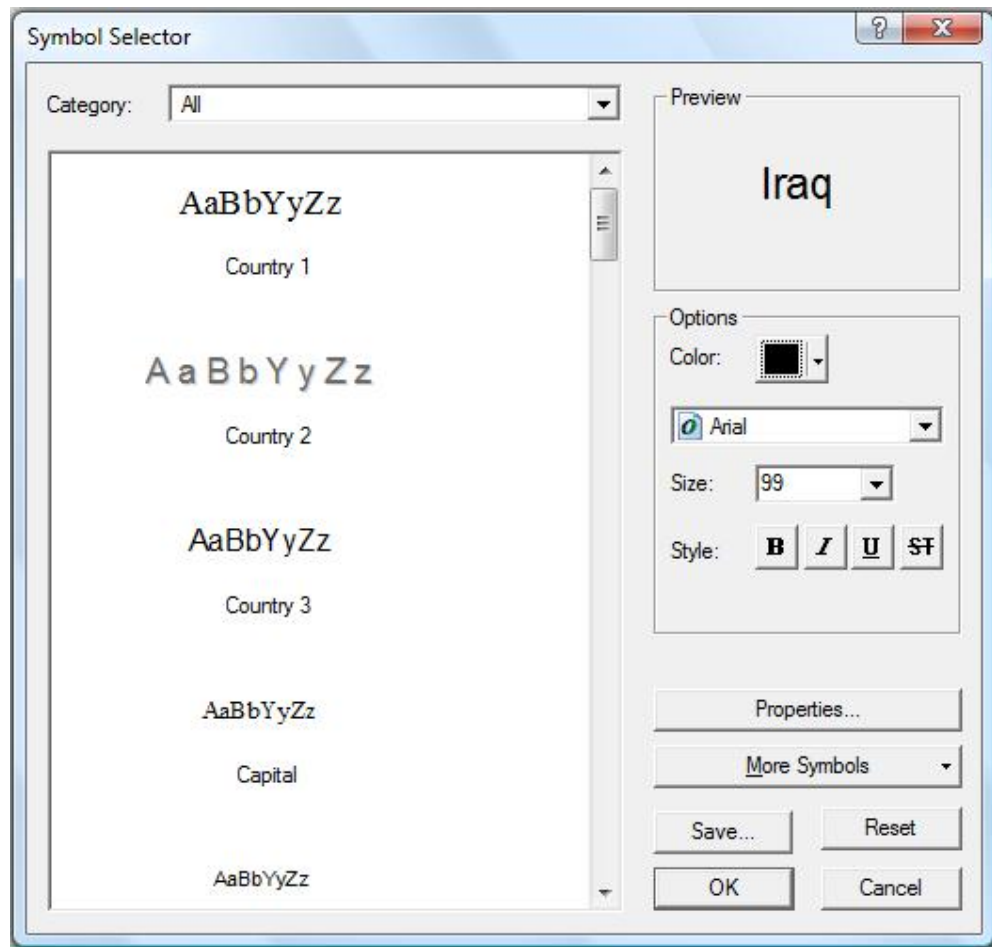 Symbol Selector
Category: All
AaBbYyZz
Country 1
AaBbYyZz
Country 2
AaBbYyZz
Country 3
AaBbYyZz
Capital
AaBbYyZz
Preview
Iraq
Options
Color:
Arial
Size: 99
Style: B I U ST
Properties...
More Symbols
Save... Reset
OK Cancel